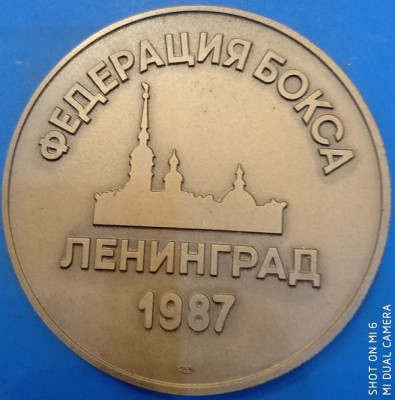 ФЕДЕРАЦИЯ БОКСА
ЛЕНИНГРАД
1987
SHOT ON MI 6
MI DUAL CAMERA